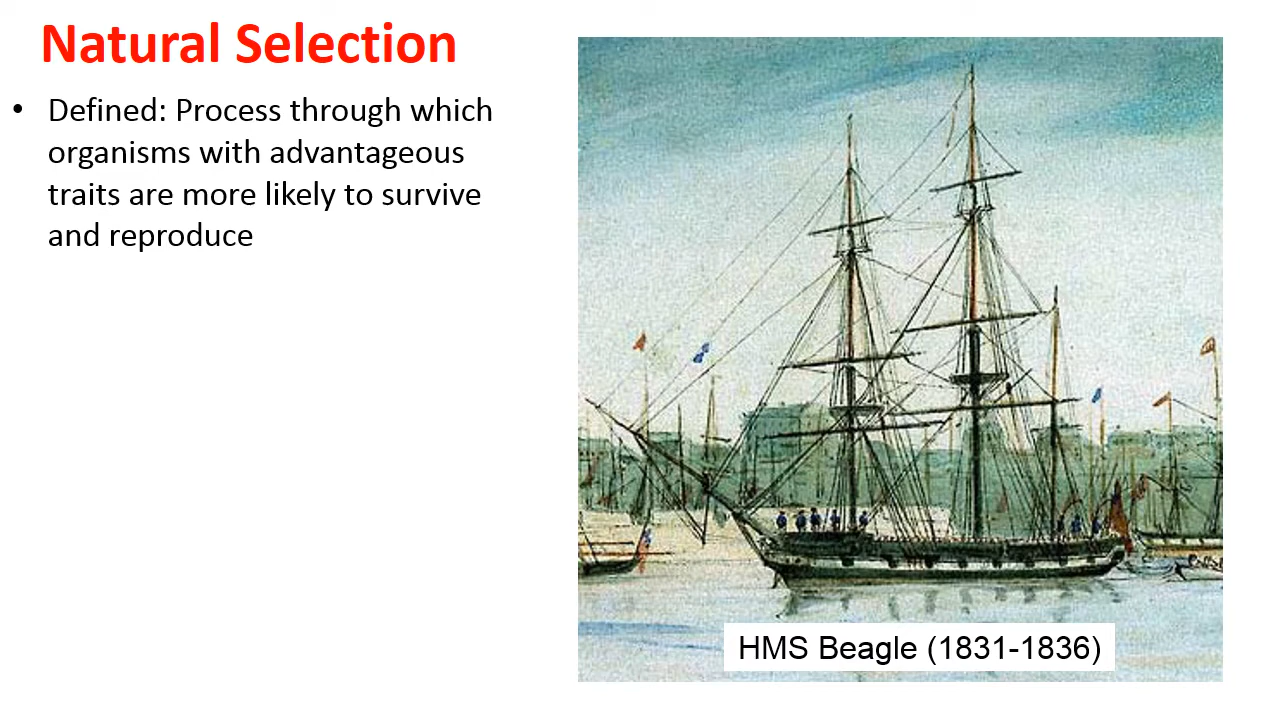 Natural Selection
• Defined: Process through which
organisms with advantageous
traits are more likely to survive
and reproduce
HMS Beagle (1831-1836)